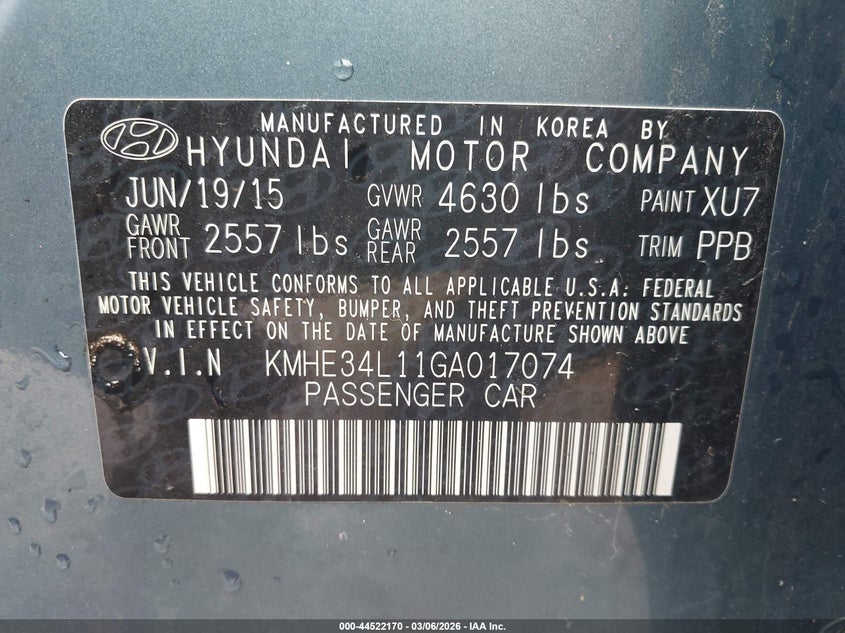 MANUFACTURED IN KOREA BY
HYUNDAI MOTOR COMPANY
JUN/19/15 GVWR 4630 lbs PAINT XU7
GAWR FRONT 2557 lbs GAWR REAR 2557 lbs TRIM PPB
THIS VEHICLE CONFORMS TO ALL APPLICABLE U.S.A. FEDERAL
MOTOR VEHICLE SAFETY, BUMPER, AND THEFT PREVENTION STANDARDS
IN EFFECT ON THE DATE OF MANUFACTURE SHOWN ABOVE
V.I.N KMHE34L11GA017074
PASSENGER CAR
000-44522170 - 03/06/2026 - IAA Inc.